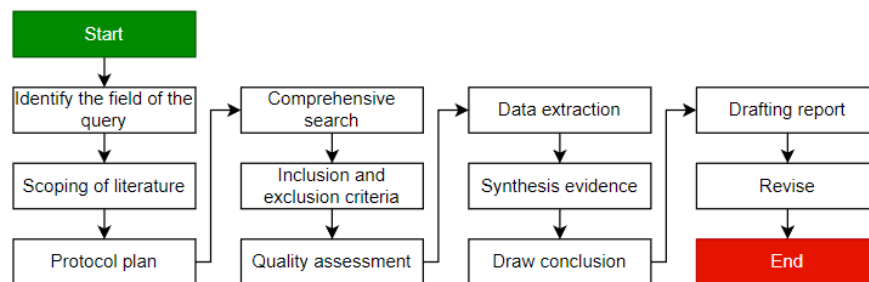 Start
Identify the field of the
query
Scoping of literature
Protocol plan
Comprehensive
search
Inclusion and
exclusion criteria
Quality assessment
Data extraction
Synthesis evidence
Draw conclusion
Drafting report
Revise
End